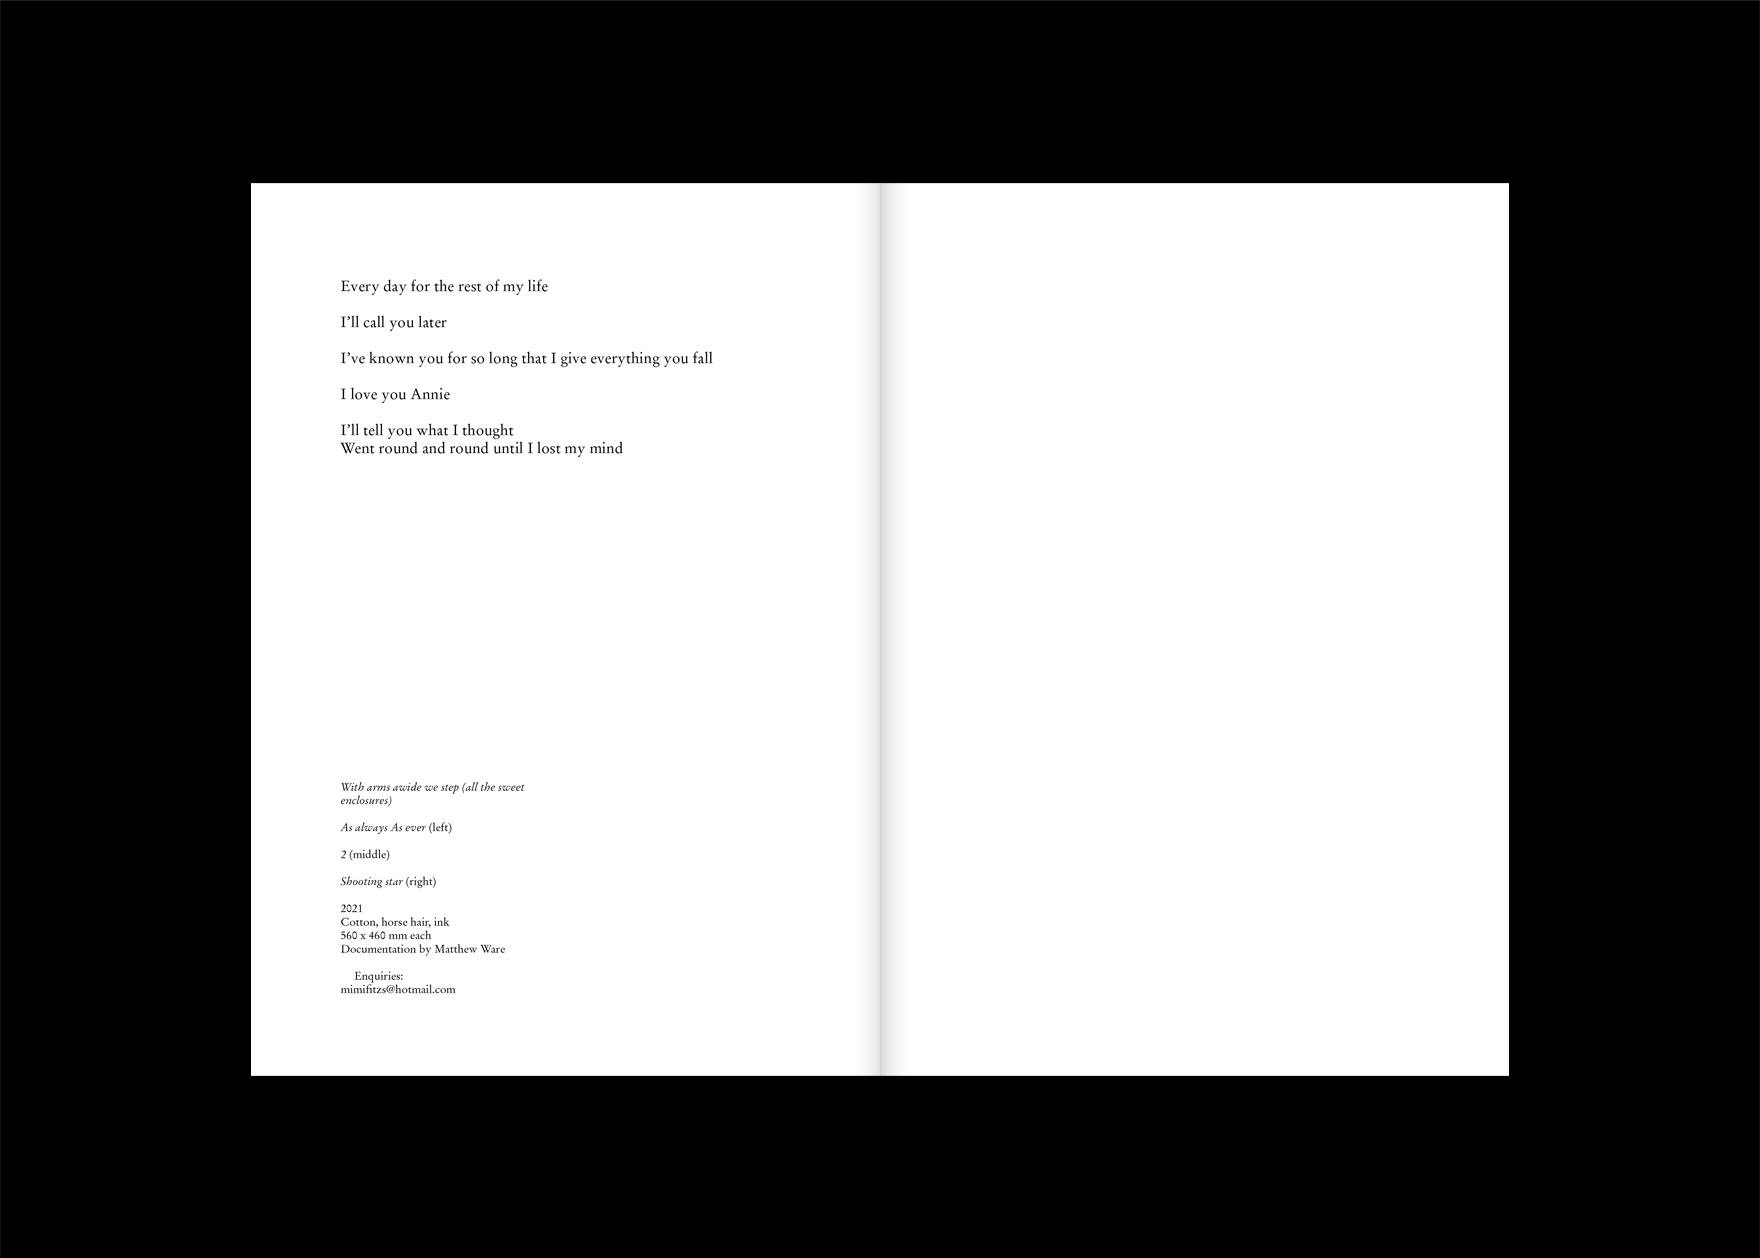 Every day for the rest of my life
I’ll call you later
I’ve known you for so long that I give everything you fall
I love you Annie
I’ll tell you what I thought
Went round and round until I lost my mind
With arms awide we step (all the sweet
enclosures)
As always As ever (left)
2 (middle)
Shooting star (right)
2021
Cotton, horse hair, ink
560 x 460 mm each
Documentation by Matthew Ware
Enquiries:
mimifitzs@hotmail.com